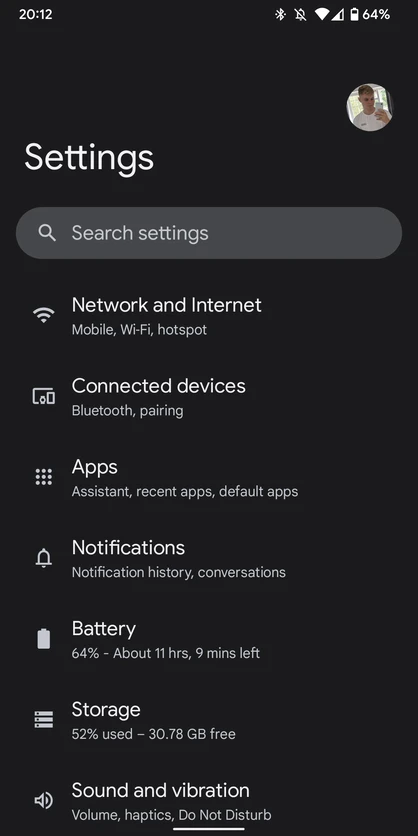 20:12
64%
Settings
Search settings
Network and Internet
Mobile, Wi-Fi, hotspot
Connected devices
Bluetooth, pairing
Apps
Assistant, recent apps, default apps
Notifications
Notification history, conversations
Battery
64% - About 11 hrs, 9 mins left
Storage
52% used – 30.78 GB free
Sound and vibration
Volume, haptics, Do Not Disturb